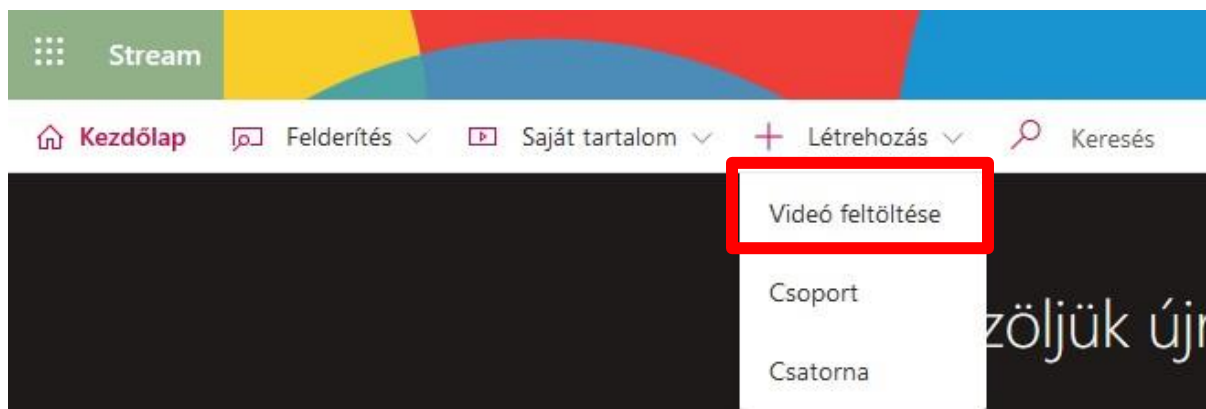 Stream
Kezdőlap Felderítés Saját tartalom Létrehozás Keresés
Videó feltöltése
Csoport
zöljük újr
Csatorna